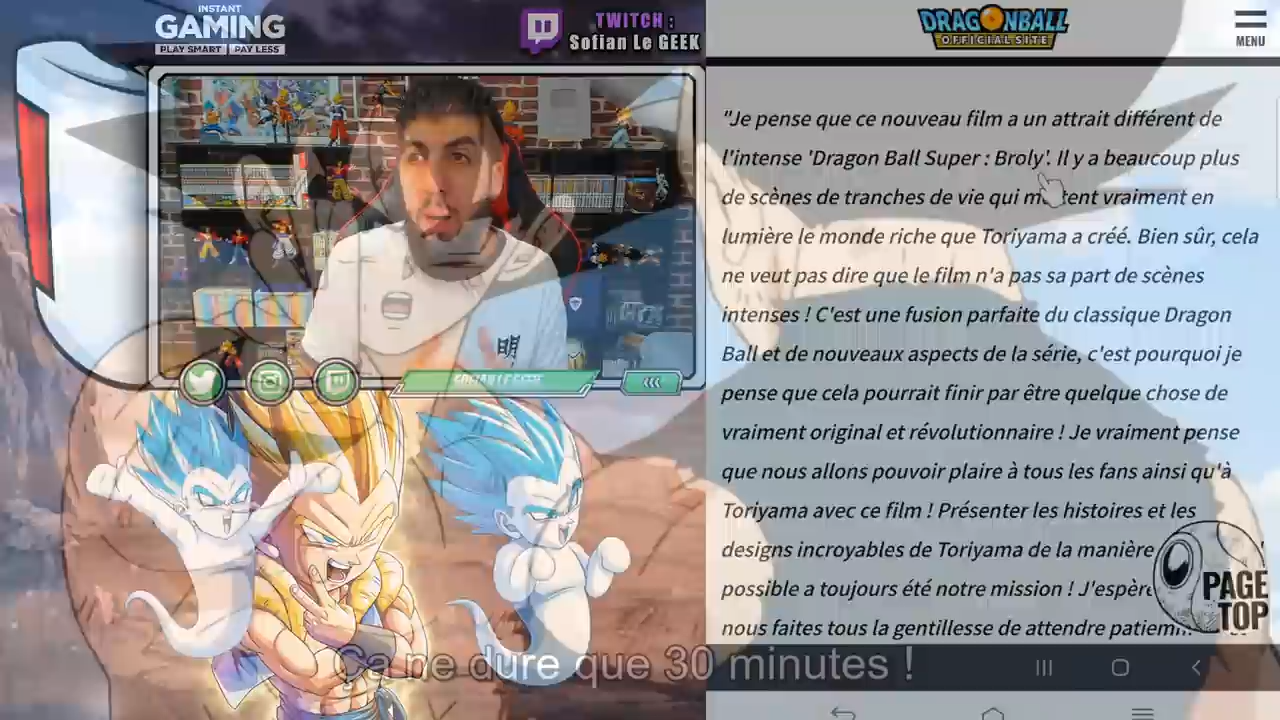 INSTANT
GAMING
PLAY SMART PAY LESS
TWITCH :
Sofian Le GEEK
DRAGONBALL
OFFICIAL SITE
MENU
"Je pense que ce nouveau film a un attrait différent de
l'intense 'Dragon Ball Super : Broly'. Il y a beaucoup plus
de scènes de tranches de vie qui mettent vraiment en
lumière le monde riche que Toriyama a créé. Bien sûr, cela
ne veut pas dire que le film n'a pas sa part de scènes
intenses ! C'est une fusion parfaite du classique Dragon
Ball et de nouveaux aspects de la série, c'est pourquoi je
pense que cela pourrait finir par être quelque chose de
vraiment original et révolutionnaire ! Je vraiment pense
que nous allons pouvoir plaire à tous les fans ainsi qu'à
Toriyama avec ce film ! Présenter les histoires et les
designs incroyables de Toriyama de la manière
possible a toujours été notre mission ! J'espère
nous faites tous la gentillesse de attendre patiem
PAGE
TOP
明
Ça ne dure que 30 minutes !